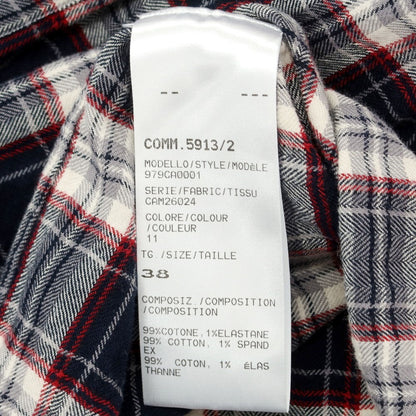 -- --
COMM.5913/2
MODELLO/STYLE/MODèLE
979CA0001
SERIE/FABRIC/TISSU
CAM26024
COLORE/COLOUR
/COULEUR
11
TG./SIZE/TAILLE
38
COMPOSIZ./COMPOSITION
/COMPOSITION
99%COTONE,1%ELASTANE
99% COTTON, 1% SPAND
EX
99% COTON, 1% éLAS
THANNE